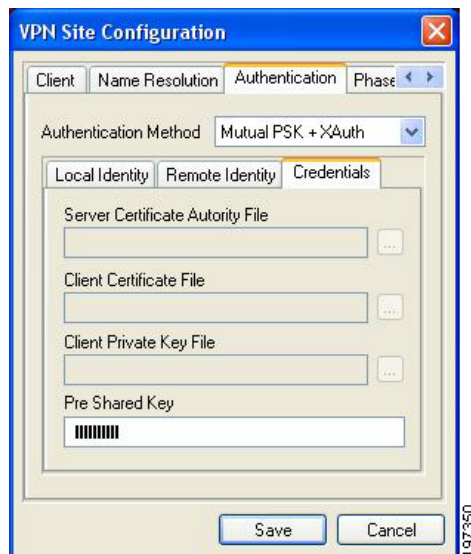 VPN Site Configuration
Client Name Resolution Authentication Phase
Authentication Method Mutual PSK + XAuth
Local Identity Remote Identity Credentials
Server Certificate Autority File
...
Client Certificate File
...
Client Private Key File
...
Pre Shared Key
Save Cancel